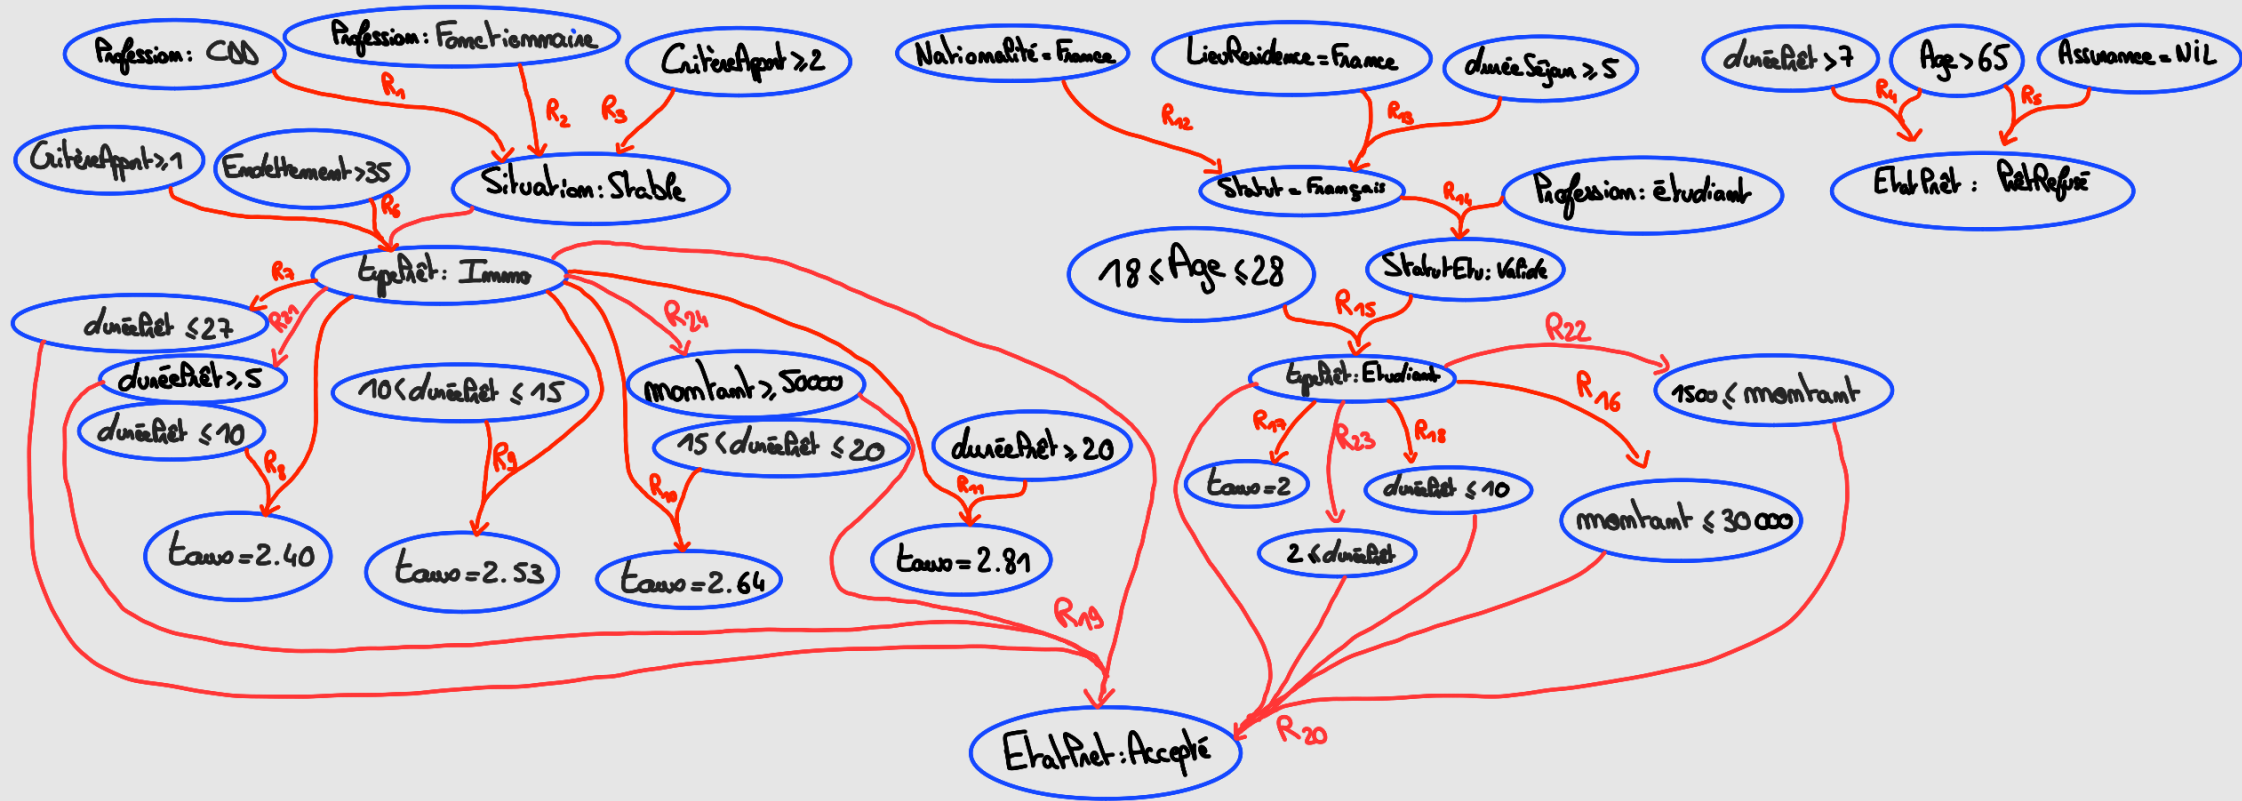 Profession: CDD
Profession: Fonctionnaire
CritèreApport ≥ 2
Nationalité = France
LieuResidence = France
duréeSéjour ≥ 5
duréePrêt > 7
Age > 65
Assurance = NiL
R1
R2
R3
R12
R13
R4
R5
CritèreApport ≥ 1
Endettement > 35
Situation: Stable
Statut = Français
Profession: étudiant
EtatPrêt : PrêtRefusé
R6
R14
typePrêt: Immo
18 ≤ Age ≤ 28
StatutEtu: Valide
R7
R21
R24
R15
R22
duréePrêt ≤ 27
duréePrêt ≥ 5
10 < duréePrêt ≤ 15
montant ≥ 50000
typePrêt: Etudiant
1500 ≤ montant
R16
duréePrêt ≤ 10
15 < duréePrêt ≤ 20
duréePrêt ≥ 20
R17
R23
R18
R8
R9
R10
R11
taux = 2
duréePrêt ≤ 10
montant ≤ 30000
taux = 2.40
taux = 2.53
taux = 2.64
taux = 2.81
2 ≤ duréePrêt
R19
R20
EtatPret: Accepté